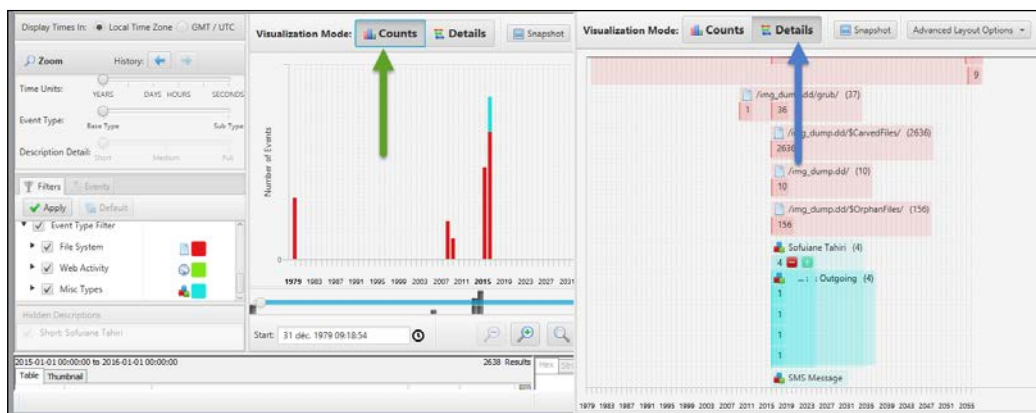 Display Times In: Local Time Zone GMT / UTC
Zoom History:
Time Units:
YEARS DAYS HOURS SECONDS
Event Type:
Base Type Sub Type
Description Detail:
Short Medium Full
Filters Events
Apply Default
Event Type Filter
File System
Web Activity
Misc Types
Hidden Descriptions
Short: Sofuiane Tahiri
Visualization Mode: Counts Details Snapshot
Number of Events
0
1979 1983 1987 1991 1995 1999 2003 2007 2011 2015 2019 2023 2027 2031
Start: 31 déc. 1979 09:18:54
2015-01-01 00:00:00 to 2016-01-01 00:00:00 2638 Results
Table Thumbnail
Hex
Visualization Mode: Counts Details Snapshot Advanced Layout Options
9
/img_dump.dd/grub/ (37)
1 36
/img_dump.dd/$CarvedFiles/ (2636)
2636
/img_dump.dd/ (10)
10
/img_dump.dd/$OrphanFiles/ (156)
156
Sofuiane Tahiri (4)
4
Outgoing (4)
1
1
1
1
SMS Message
1979 1983 1987 1991 1995 1999 2003 2007 2011 2015 2019 2023 2027 2031 2035 2039 2043 2047 2051 2055